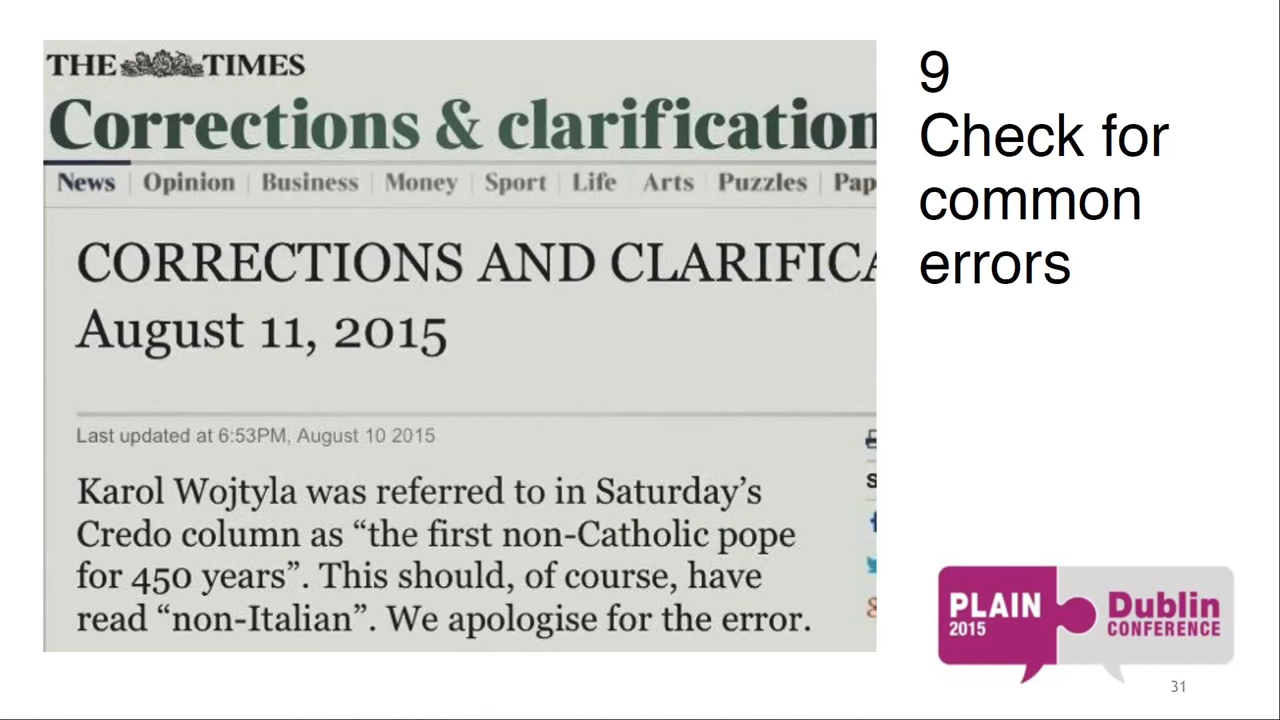 THE TIMES
Corrections & clarification
News Opinion Business Money Sport Life Arts Puzzles Pap
CORRECTIONS AND CLARIFICA
August 11, 2015
Last updated at 6:53PM, August 10 2015
Karol Wojtyla was referred to in Saturday’s
Credo column as “the first non-Catholic pope
for 450 years”. This should, of course, have
read “non-Italian”. We apologise for the error.
9
Check for
common
errors
PLAIN
2015
Dublin
CONFERENCE
31